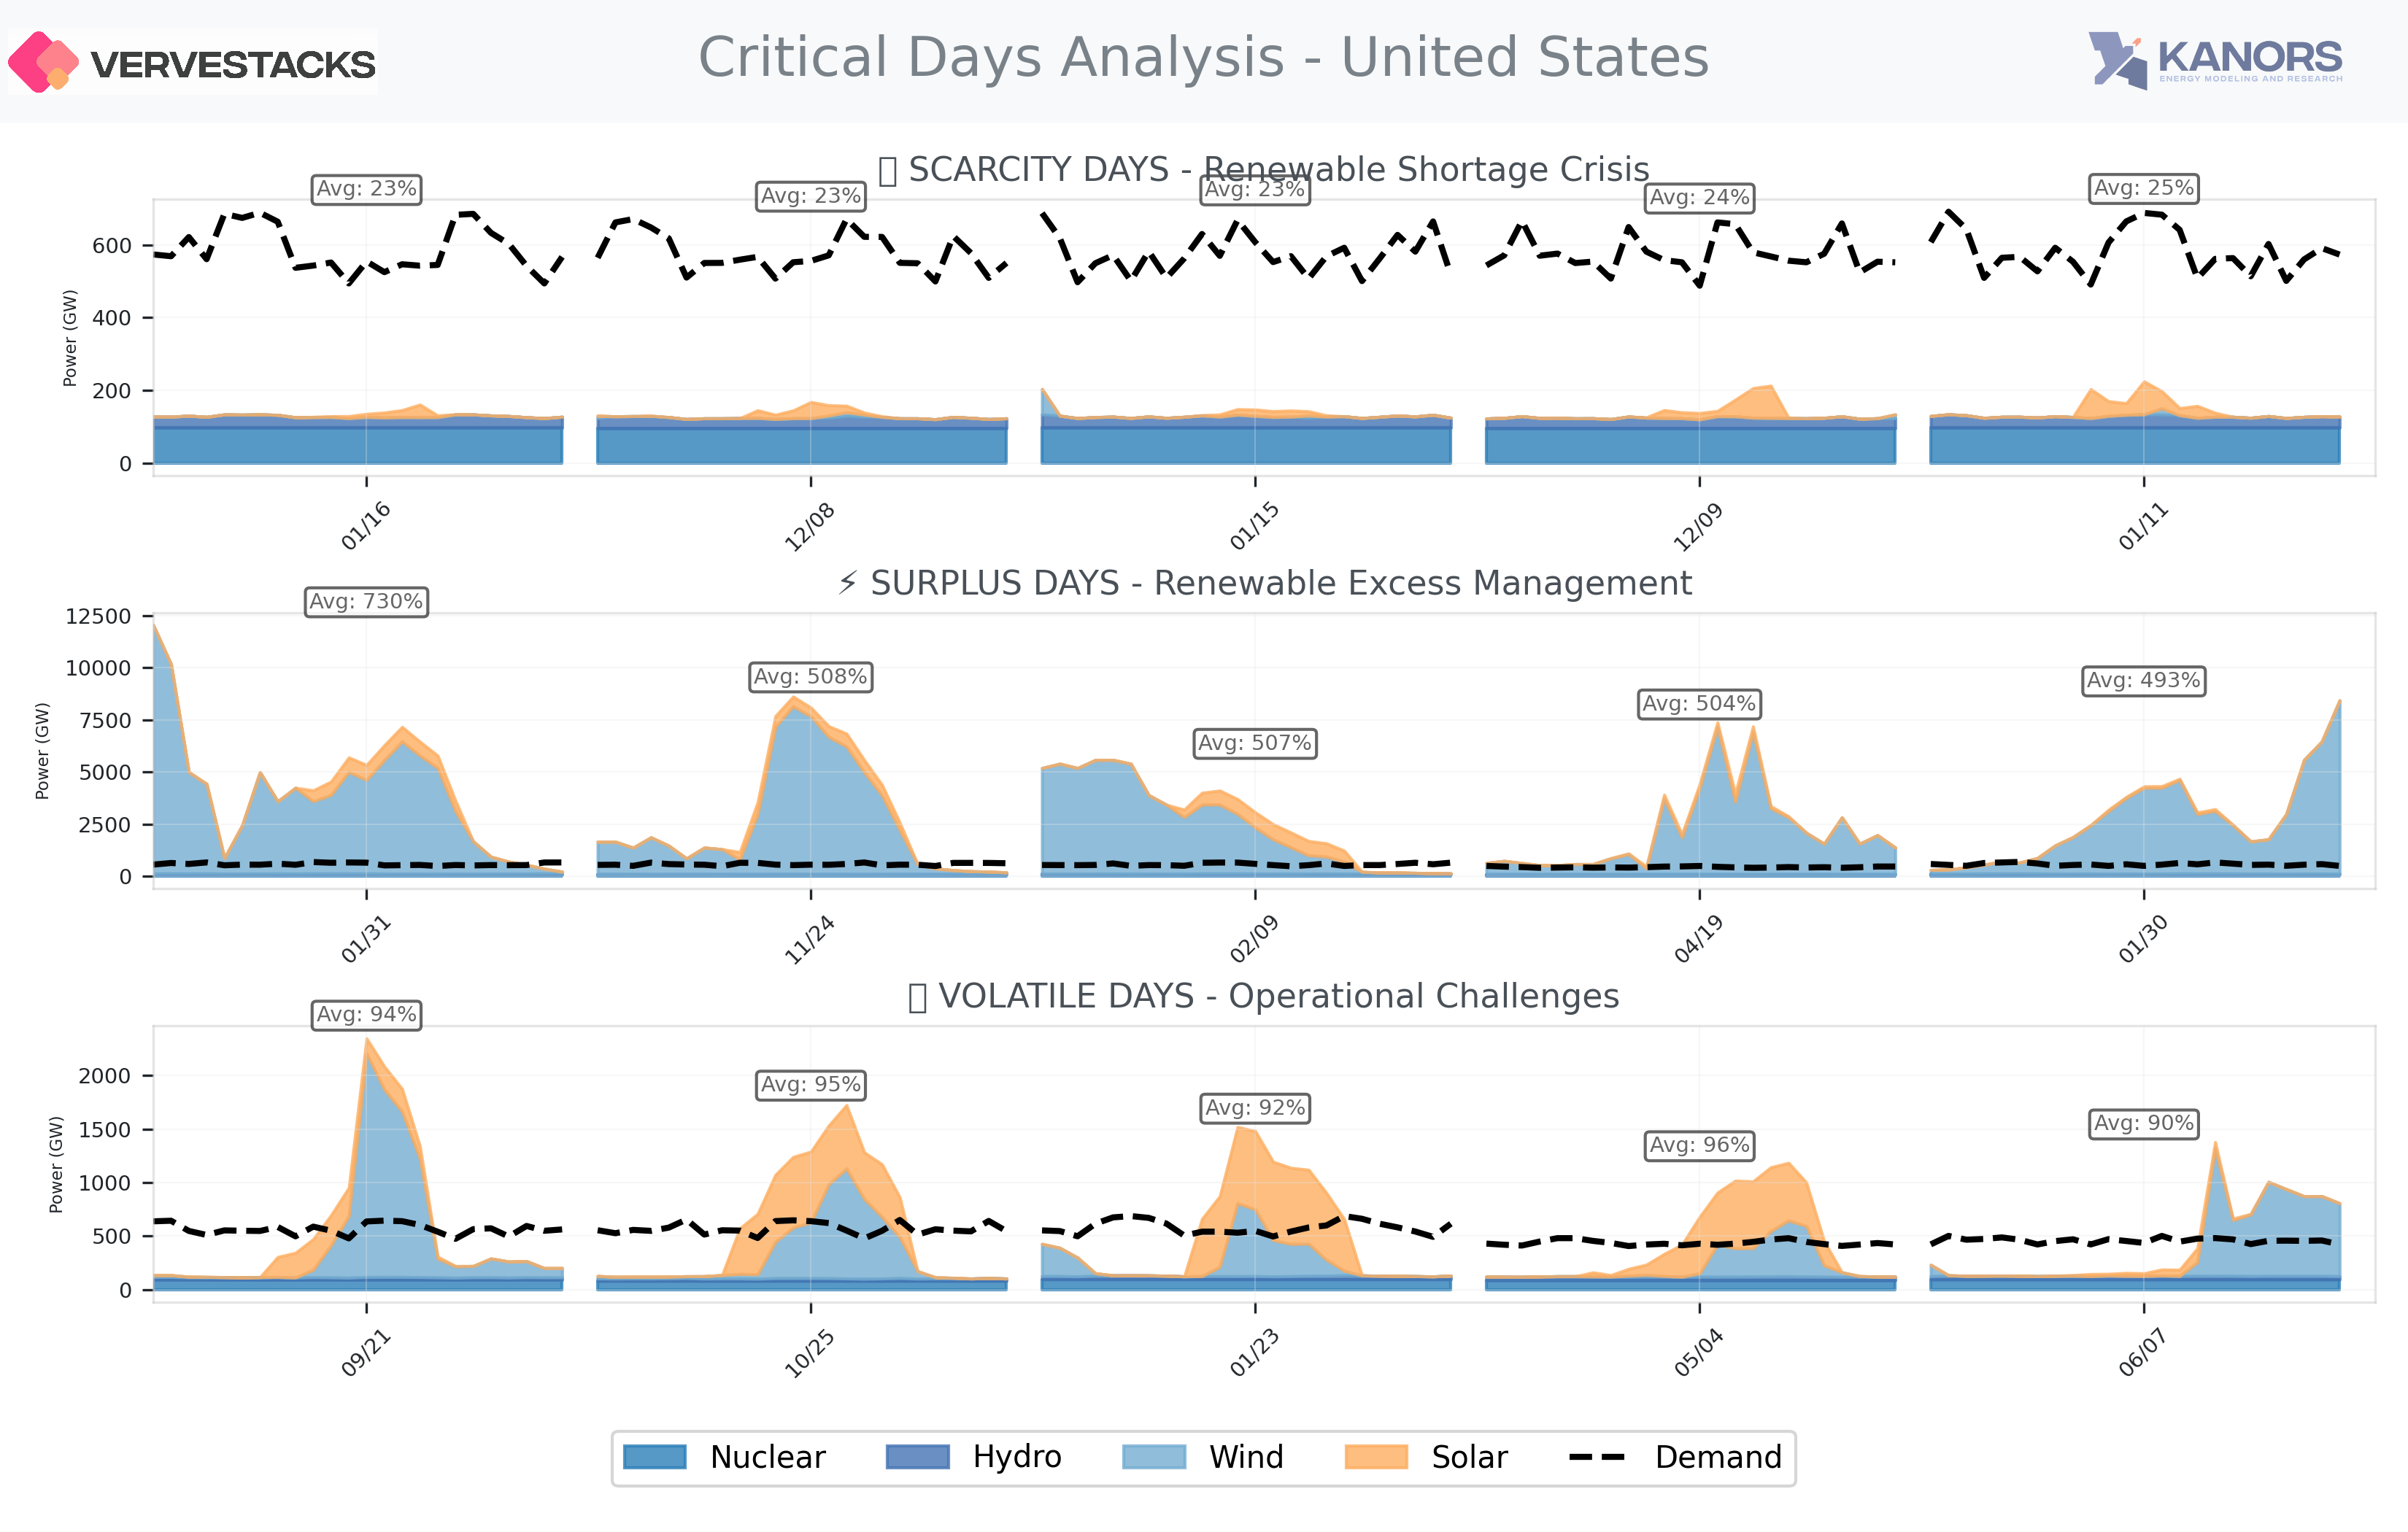 VERVESTACKS
Critical Days Analysis - United States
KANORS
ENERGY MODELING AND RESEARCH
SCARCITY DAYS - Renewable Shortage Crisis
Avg: 23%
Avg: 23%
Avg: 23%
Avg: 24%
Avg: 25%
Power (GW)
600
400
200
0
01/16
12/08
01/15
12/09
01/11
⚡ SURPLUS DAYS - Renewable Excess Management
Avg: 730%
Avg: 508%
Avg: 507%
Avg: 504%
Avg: 493%
Power (GW)
12500
10000
7500
5000
2500
0
01/31
11/24
02/09
04/19
01/30
VOLATILE DAYS - Operational Challenges
Avg: 94%
Avg: 95%
Avg: 92%
Avg: 96%
Avg: 90%
Power (GW)
2000
1500
1000
500
0
09/21
10/25
01/23
05/04
06/07
Nuclear
Hydro
Wind
Solar
Demand